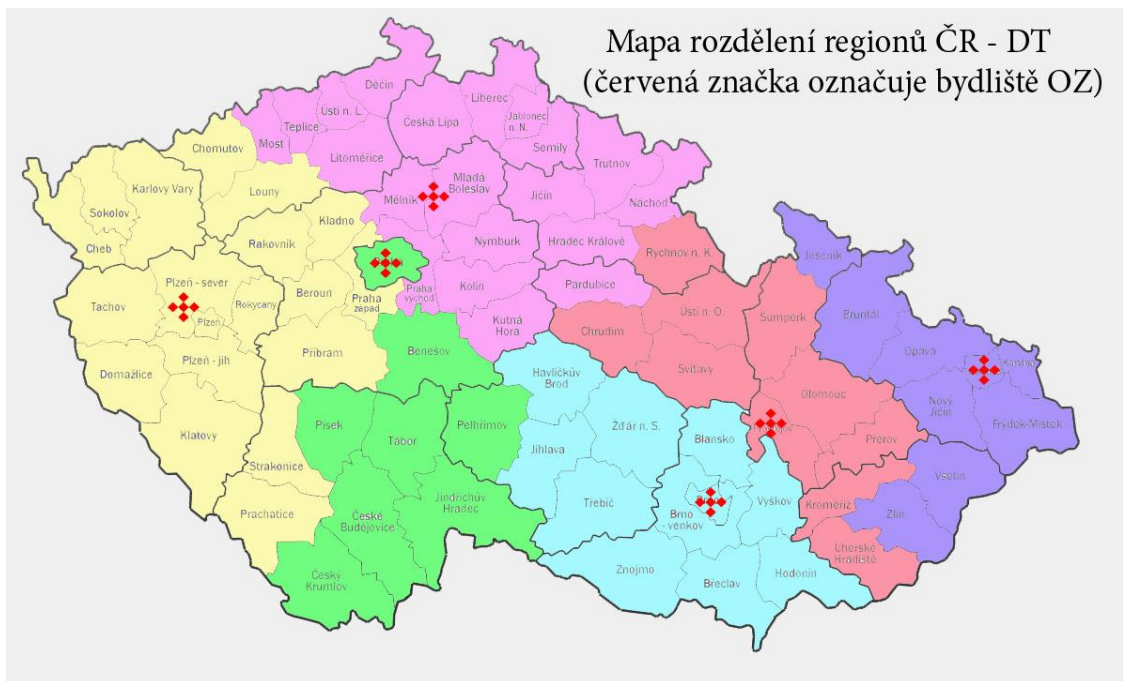 Mapa rozdělení regionů ČR - DT
(červená značka označuje bydliště OZ)
Děčín
Liberec
Ústí n. L.
Teplice
Česká Lípa
Jablonec
n. N.
Most
Litoměřice
Semily
Chomutov
Trutnov
Karlovy Vary
Louny
Mělník
Mladá
Boleslav
Jičín
Náchod
Sokolov
Kladno
Cheb
Rakovník
Nymburk
Hradec Králové
Rychnov n. K.
Jeseník
Plzeň - sever
Tachov
Rokycany
Beroun
Praha
západ
Praha
východ
Kolín
Pardubice
Plzeň
Kutná
Hora
Chrudim
Ústí n. O.
Šumperk
Bruntál
Plzeň - jih
Příbram
Benešov
Opava
Karviná
Domažlice
Havlíčkův
Brod
Svitavy
Olomouc
Nový
Jičín
Frýdek-Místek
Klatovy
Písek
Tábor
Pelhřimov
Žďár n. S.
Blansko
Přerov
Strakonice
Jihlava
Vsetín
Prachatice
České
Budějovice
Jindřichův
Hradec
Třebíč
Brno
- venkov
Vyškov
Kroměříž
Zlín
Uherské
Hradiště
Český
Krumlov
Znojmo
Břeclav
Hodonín